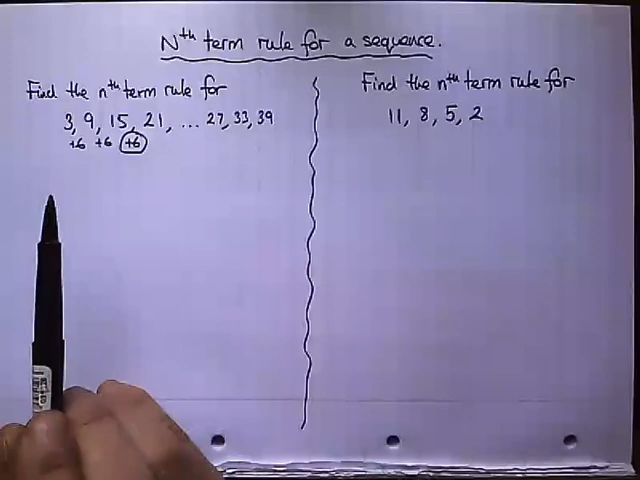 Nth term rule for a sequence.
Find the nth term rule for
3, 9, 15, 21, ... 27, 33, 39
+6 +6 +6
Find the nth term rule for
11, 8, 5, 2